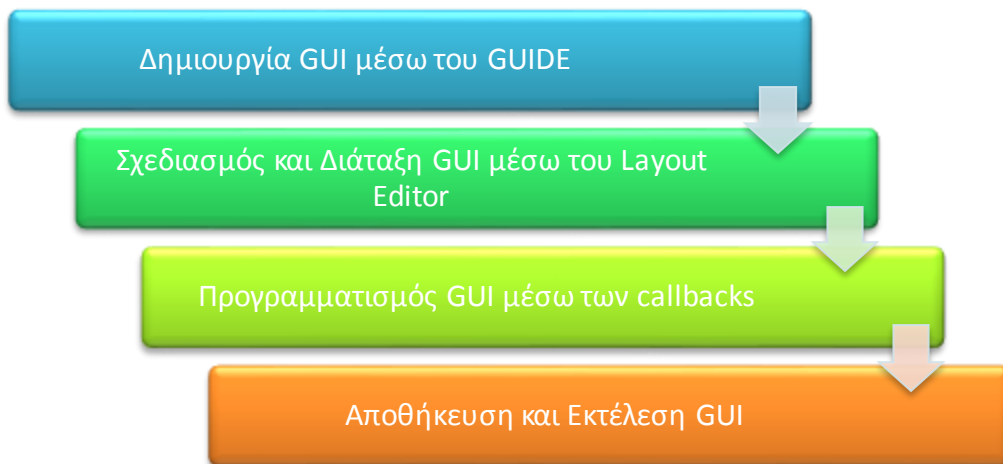 Δημιουργία GUI μέσω του GUIDE
Σχεδιασμός και Διάταξη GUI μέσω του Layout
Editor
Προγραμματισμός GUI μέσω των callbacks
Αποθήκευση και Εκτέλεση GUI